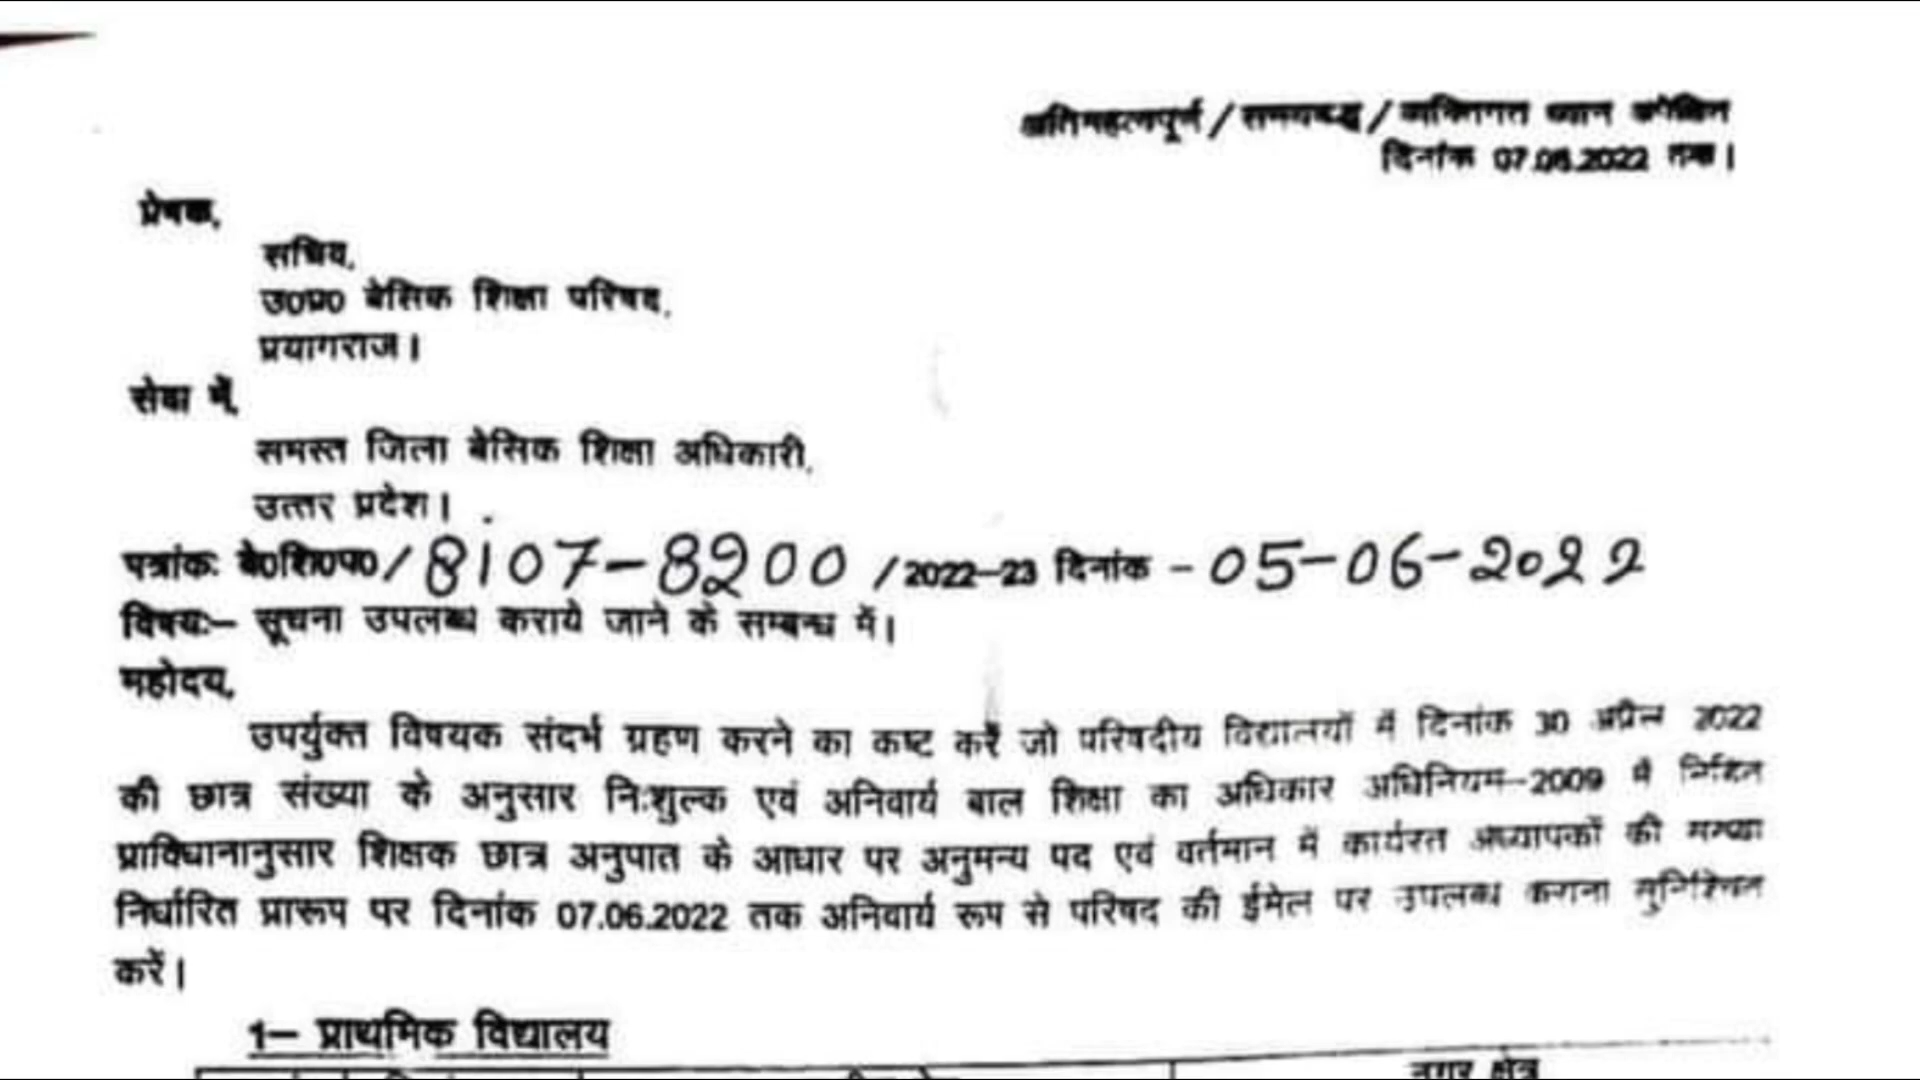 अतिमहत्वपूर्ण/समयबद्ध/व्यक्तिगत ध्यान अपेक्षित
दिनांक 07.06.2022 तक।
प्रेषक,
सचिव,
उ0प्र0 बेसिक शिक्षा परिषद,
प्रयागराज।
सेवा में,
समस्त जिला बेसिक शिक्षा अधिकारी,
उत्तर प्रदेश।
पत्रांकः बे0शि0प0/8107-8200/2022-23 दिनांक - 05-06-2022
विषयः- सूचना उपलब्ध कराये जाने के सम्बन्ध में।
महोदय,
उपर्युक्त विषयक संदर्भ ग्रहण करने का कष्ट करें जो परिषदीय विद्यालयों में दिनांक 30 अप्रैल 2022
की छात्र संख्या के अनुसार निःशुल्क एवं अनिवार्य बाल शिक्षा का अधिकार अधिनियम-2009 में निहित
प्राविधानानुसार शिक्षक छात्र अनुपात के आधार पर अनुमन्य पद एवं वर्तमान में कार्यरत अध्यापकों की संख्या
निर्धारित प्रारूप पर दिनांक 07.06.2022 तक अनिवार्य रूप से परिषद की ईमेल पर उपलब्ध कराना सुनिश्चित
करें।
1- प्राथमिक विद्यालय
नगर क्षेत्र